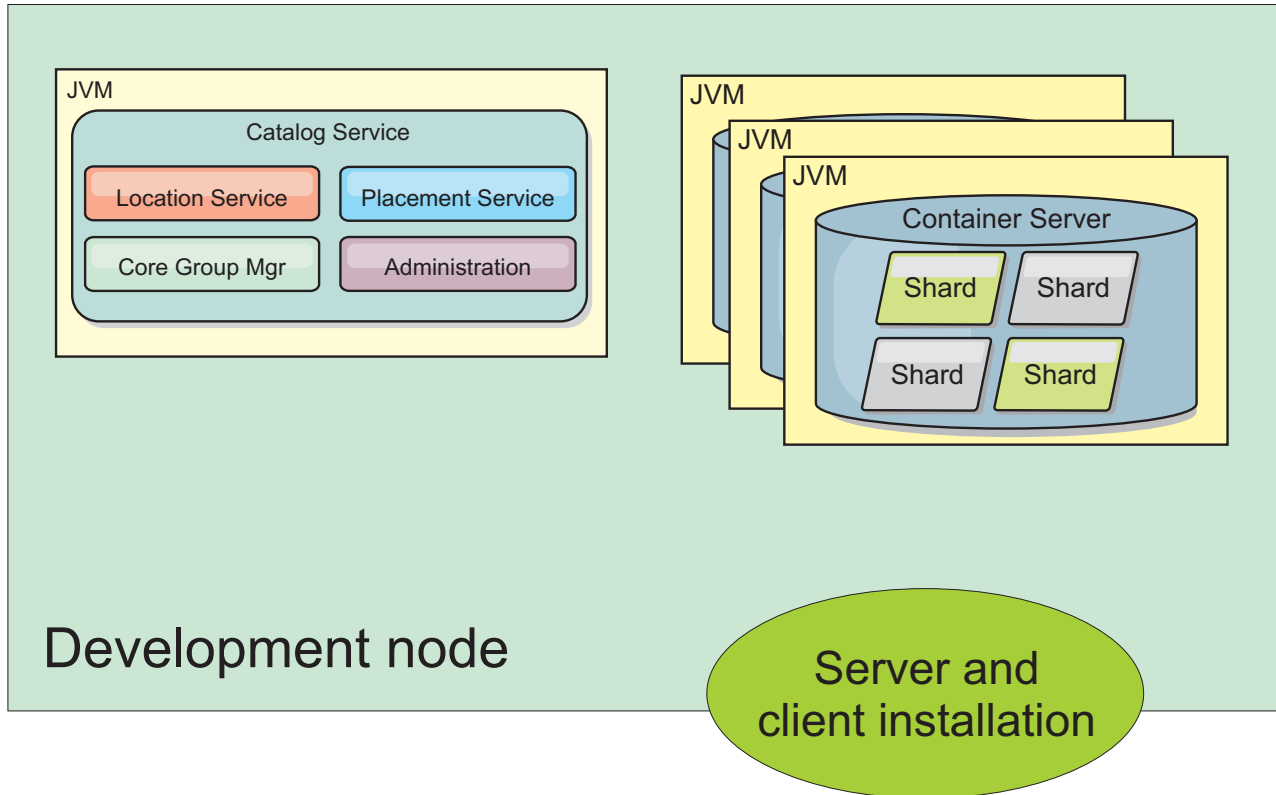 JVM
Catalog Service
Location Service
Placement Service
Core Group Mgr
Administration
JVM
JVM
JVM
Container Server
Shard
Shard
Shard
Shard
Development node
Server and
client installation